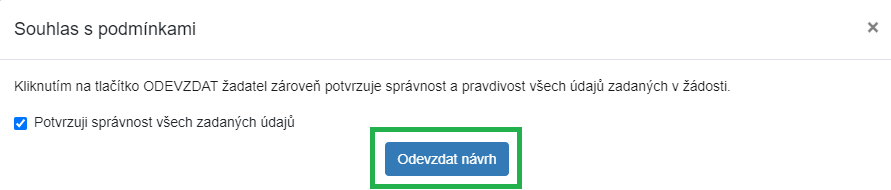 Souhlas s podmínkami
×
Kliknutím na tlačítko ODEVZDAT žadatel zároveň potvrzuje správnost a pravdivost všech údajů zadaných v žádosti.
Potvrzuji správnost všech zadaných údajů
Odevzdat návrh